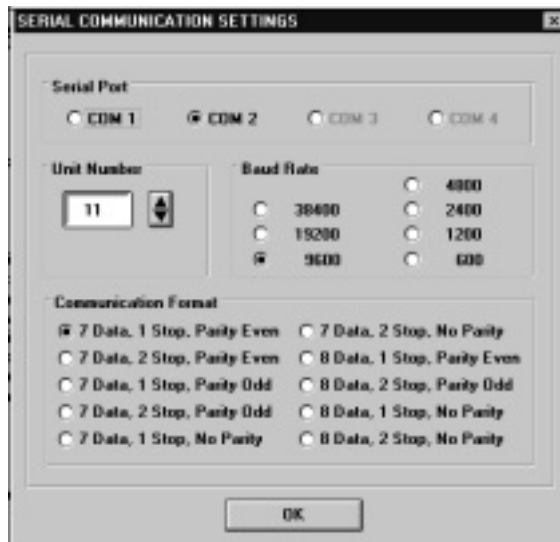 SERIAL COMMUNICATION SETTINGS
Serial Port
COM 1 COM 2 COM 3 COM 4
Unit Number
11
Baud Rate
4800
38400 2400
19200 1200
9600 600
Communication Format
7 Data, 1 Stop, Parity Even 7 Data, 2 Stop, No Parity
7 Data, 2 Stop, Parity Even 8 Data, 1 Stop, Parity Even
7 Data, 1 Stop, Parity Odd 8 Data, 2 Stop, Parity Odd
7 Data, 2 Stop, Parity Odd 8 Data, 1 Stop, No Parity
7 Data, 1 Stop, No Parity 8 Data, 2 Stop, No Parity
OK